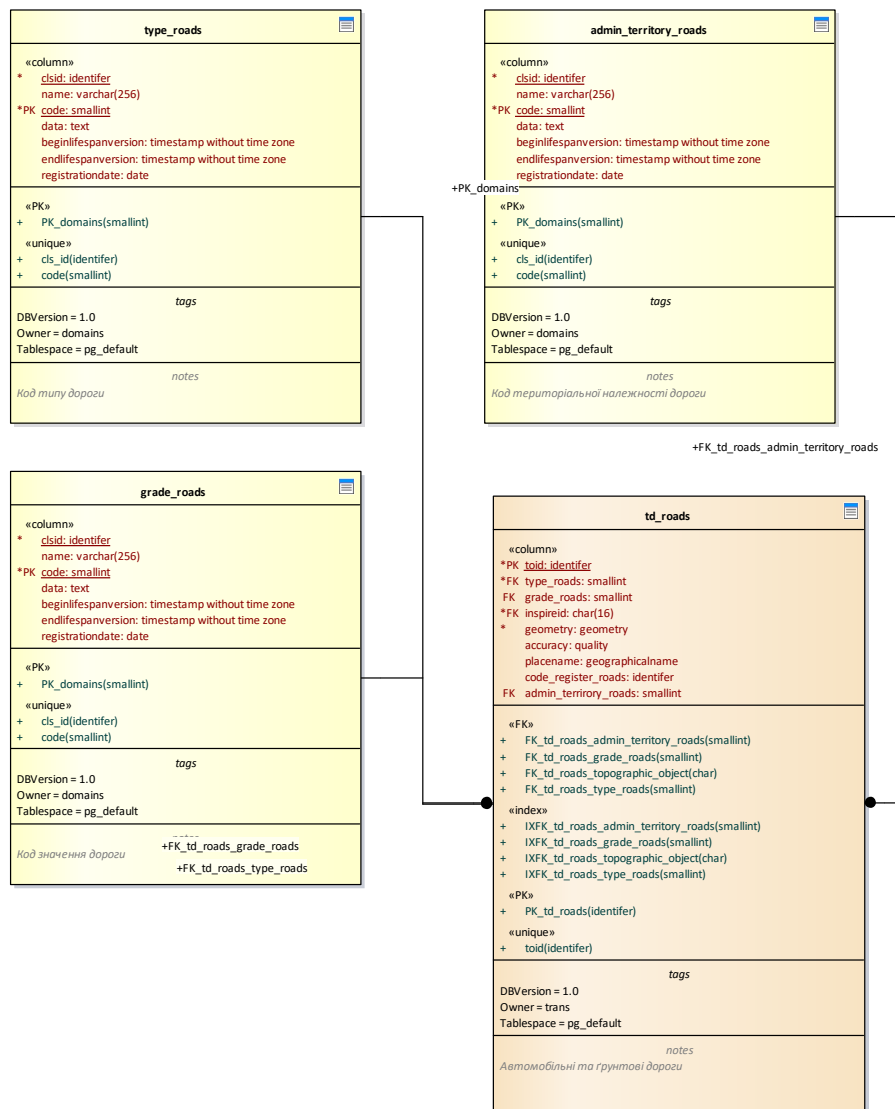 type_roads
«column»
* clsid: identifer
name: varchar(256)
*PK code: smallint
data: text
beginlifespanversion: timestamp without time zone
endlifespanversion: timestamp without time zone
registrationdate: date
«PK»
+ PK_domains(smallint)
«unique»
+ cls_id(identifer)
+ code(smallint)
tags
DBVersion = 1.0
Owner = domains
Tablespace = pg_default
notes
Код типу дороги
admin_territory_roads
«column»
* clsid: identifer
name: varchar(256)
*PK code: smallint
data: text
beginlifespanversion: timestamp without time zone
endlifespanversion: timestamp without time zone
registrationdate: date
+PK_domains
«PK»
+ PK_domains(smallint)
«unique»
+ cls_id(identifer)
+ code(smallint)
tags
DBVersion = 1.0
Owner = domains
Tablespace = pg_default
notes
Код територіальної належності дороги
+FK_td_roads_admin_territory_roads
grade_roads
«column»
* clsid: identifer
name: varchar(256)
*PK code: smallint
data: text
beginlifespanversion: timestamp without time zone
endlifespanversion: timestamp without time zone
registrationdate: date
«PK»
+ PK_domains(smallint)
«unique»
+ cls_id(identifer)
+ code(smallint)
tags
DBVersion = 1.0
Owner = domains
Tablespace = pg_default
Код значення дороги
+FK_td_roads_grade_roads
+FK_td_roads_type_roads
td_roads
«column»
*PK toid: identifer
*FK type_roads: smallint
FK grade_roads: smallint
*FK inspireid: char(16)
* geometry: geometry
accuracy: quality
placename: geographicalname
code_register_roads: identifer
FK admin_terrirory_roads: smallint
«FK»
+ FK_td_roads_admin_territory_roads(smallint)
+ FK_td_roads_grade_roads(smallint)
+ FK_td_roads_topographic_object(char)
+ FK_td_roads_type_roads(smallint)
«index»
+ IXFK_td_roads_admin_territory_roads(smallint)
+ IXFK_td_roads_grade_roads(smallint)
+ IXFK_td_roads_topographic_object(char)
+ IXFK_td_roads_type_roads(smallint)
«PK»
+ PK_td_roads(identifer)
«unique»
+ toid(identifer)
tags
DBVersion = 1.0
Owner = trans
Tablespace = pg_default
notes
Автомобільні та ґрунтові дороги